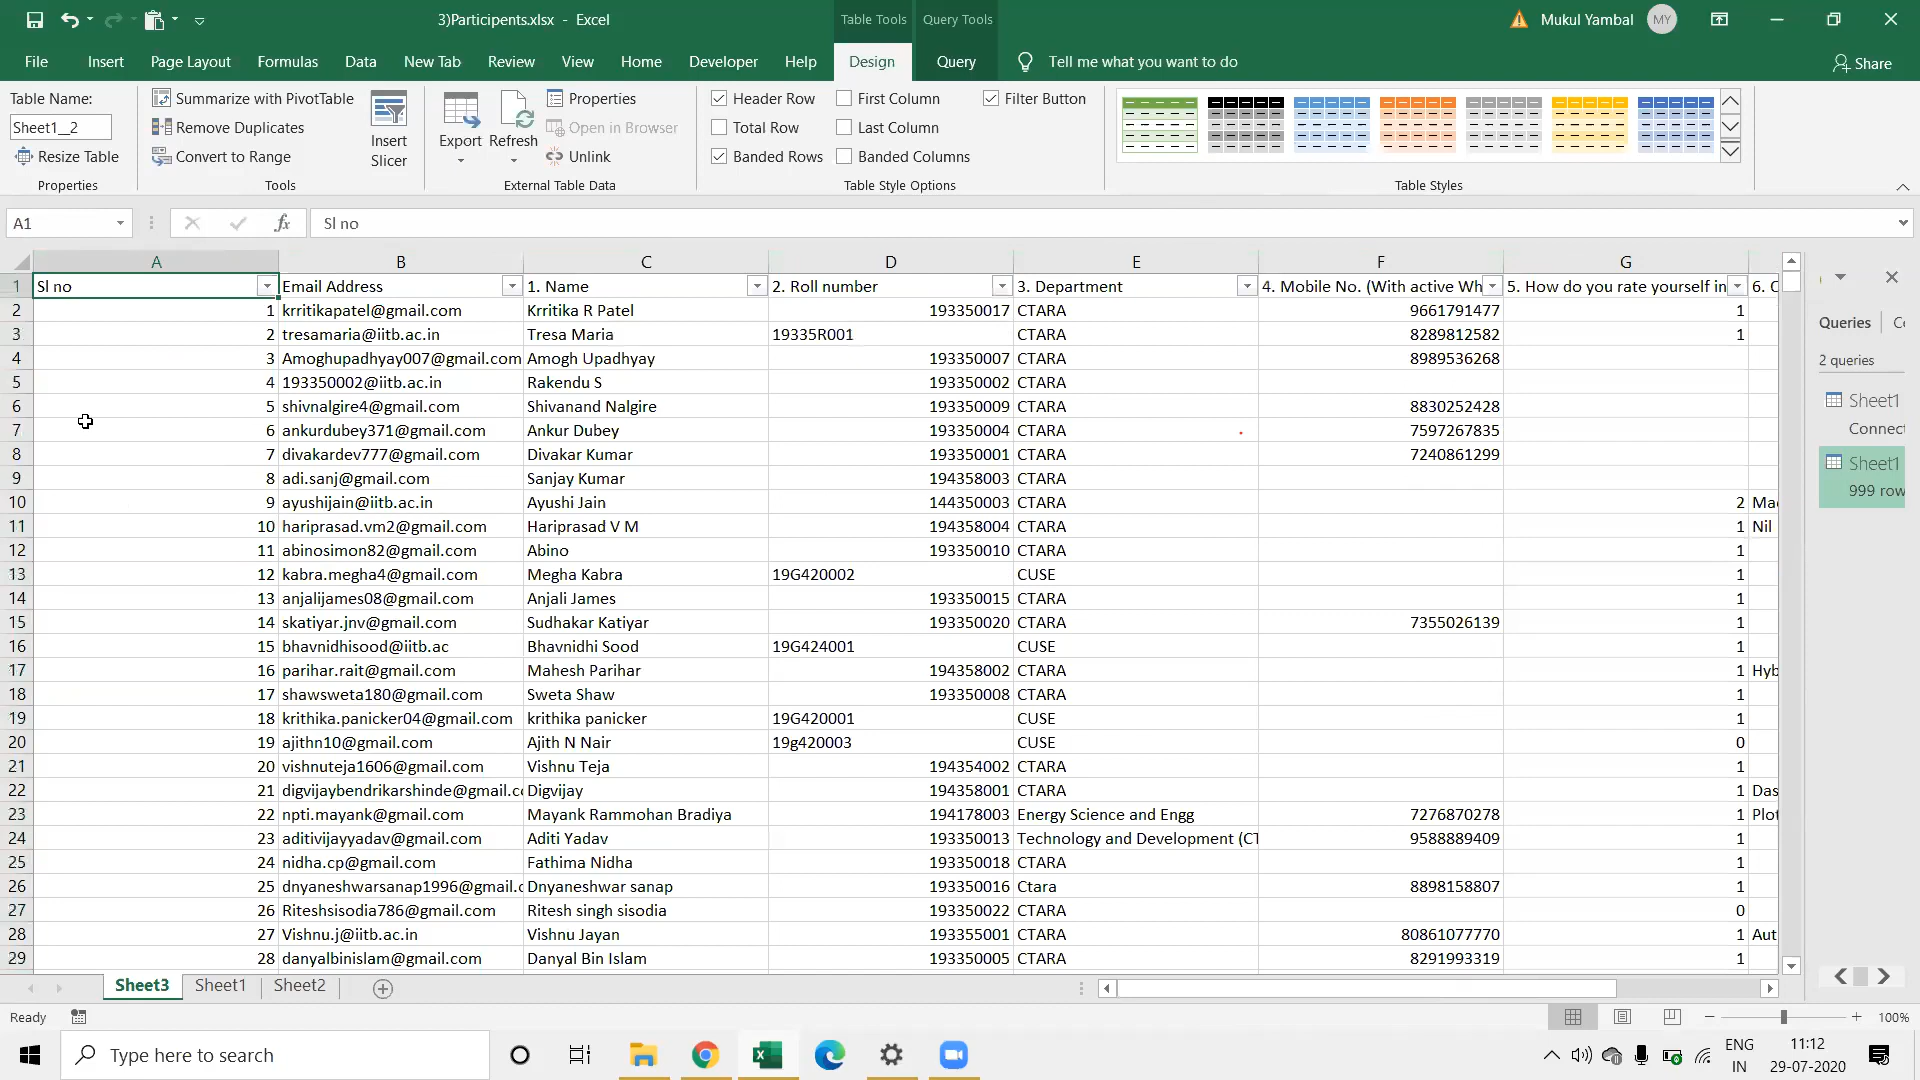 3)Participents.xlsx - Excel
Table Tools Query Tools
Mukul Yambal MY
File Insert Page Layout Formulas Data New Tab Review View Home Developer Help Design Query Tell me what you want to do Share
Table Name:
Sheet1__2
Resize Table
Properties
Summarize with PivotTable
Remove Duplicates
Convert to Range
Tools
Insert
Slicer
Export Refresh
Properties
Open in Browser
Unlink
External Table Data
Header Row First Column Filter Button
Total Row Last Column
Banded Rows Banded Columns
Table Style Options
Table Styles
A1 fx Sl no
A B C D E F G
1 Sl no Email Address 1. Name 2. Roll number 3. Department 4. Mobile No. (With active Wh 5. How do you rate yourself in 6. C
2 1 krritikapatel@gmail.com Krritika R Patel 193350017 CTARA 9661791477 1
3 2 tresamaria@iitb.ac.in Tresa Maria 19335R001 CTARA 8289812582 1
4 3 Amoghupadhyay007@gmail.com Amogh Upadhyay 193350007 CTARA 8989536268
5 4 193350002@iitb.ac.in Rakendu S 193350002 CTARA
6 5 shivnalgire4@gmail.com Shivanand Nalgire 193350009 CTARA 8830252428
7 6 ankurdubey371@gmail.com Ankur Dubey 193350004 CTARA 7597267835
8 7 divakardev777@gmail.com Divakar Kumar 193350001 CTARA 7240861299
9 8 adi.sanj@gmail.com Sanjay Kumar 194358003 CTARA
10 9 ayushijain@iitb.ac.in Ayushi Jain 144350003 CTARA 2 Mac
11 10 hariprasad.vm2@gmail.com Hariprasad V M 194358004 CTARA 1 Nil
12 11 abinosimon82@gmail.com Abino 193350010 CTARA 1
13 12 kabra.megha4@gmail.com Megha Kabra 19G420002 CUSE 1
14 13 anjalijames08@gmail.com Anjali James 193350015 CTARA 1
15 14 skatiyar.jnv@gmail.com Sudhakar Katiyar 193350020 CTARA 7355026139 1
16 15 bhavnidhisood@iitb.ac Bhavnidhi Sood 19G424001 CUSE 1
17 16 parihar.rait@gmail.com Mahesh Parihar 194358002 CTARA 1 Hyb
18 17 shawsweta180@gmail.com Sweta Shaw 193350008 CTARA 1
19 18 krithika.panicker04@gmail.com krithika panicker 19G420001 CUSE 1
20 19 ajithn10@gmail.com Ajith N Nair 19g420003 CUSE 0
21 20 vishnuteja1606@gmail.com Vishnu Teja 194354002 CTARA 1
22 21 digvijaybendrikarshinde@gmail.co Digvijay 194358001 CTARA 1 Das
23 22 npti.mayank@gmail.com Mayank Rammohan Bradiya 194178003 Energy Science and Engg 7276870278 1 Plot
24 23 aditivijayyadav@gmail.com Aditi Yadav 193350013 Technology and Development (CT 9588889409 1
25 24 nidha.cp@gmail.com Fathima Nidha 193350018 CTARA 1
26 25 dnyaneshwarsanap1996@gmail.c Dnyaneshwar sanap 193350016 Ctara 8898158807 1
27 26 Riteshsisodia786@gmail.com Ritesh singh sisodia 193350022 CTARA 0
28 27 Vishnu.j@iitb.ac.in Vishnu Jayan 193355001 CTARA 80861077770 1 Aut
29 28 danyalbinislam@gmail.com Danyal Bin Islam 193350005 CTARA 8291993319 1
Queries
2 queries
Sheet1
Connect
Sheet1
999 row
Sheet3 Sheet1 Sheet2
Ready 100%
Type here to search
ENG
IN
11:12
29-07-2020